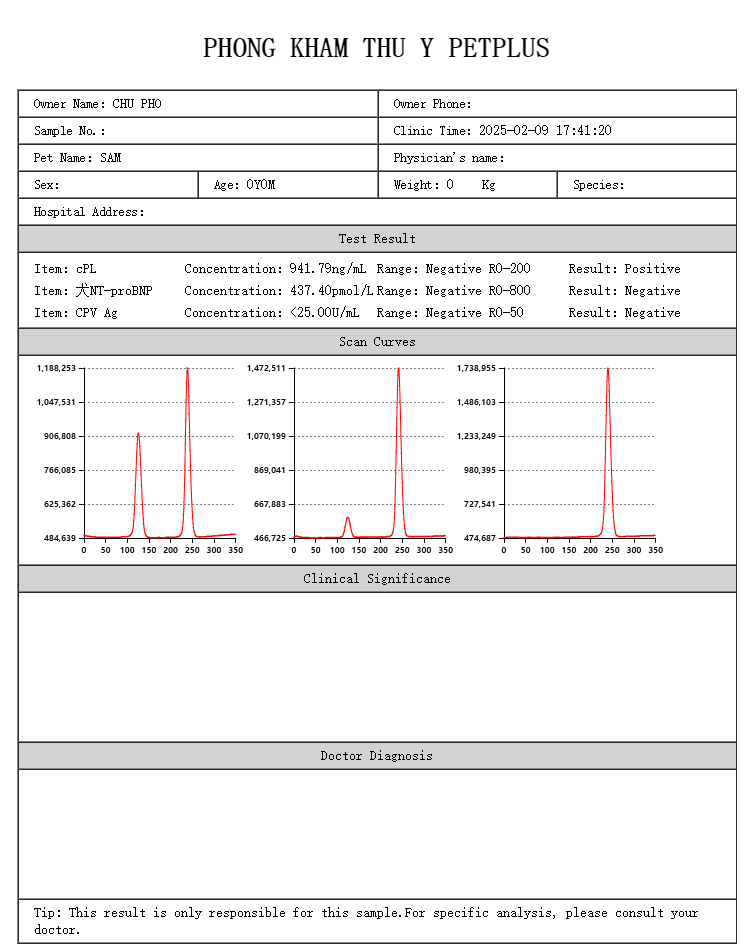 PHONG KHAM THU Y PETPLUS
Owner Name: CHU PHO Owner Phone:
Sample No.: Clinic Time: 2025-02-09 17:41:20
Pet Name: SAM Physician's name:
Sex: Age: 0Y0M Weight: 0 Kg Species:
Hospital Address:
Test Result
Item: cPL Concentration: 941.79ng/mL Range: Negative R0-200 Result: Positive
Item: 犬NT-proBNP Concentration: 437.40pmol/L Range: Negative R0-800 Result: Negative
Item: CPV Ag Concentration: <25.00U/mL Range: Negative R0-50 Result: Negative
Scan Curves
1,188,253 1,472,511 1,738,955
1,047,531 1,271,357 1,486,103
906,808 1,070,199 1,233,249
766,085 869,041 980,395
625,362 667,883 727,541
484,639 466,725 474,687
0 50 100 150 200 250 300 350 0 50 100 150 200 250 300 350 0 50 100 150 200 250 300 350
Clinical Significance
Doctor Diagnosis
Tip: This result is only responsible for this sample.For specific analysis, please consult your
doctor.